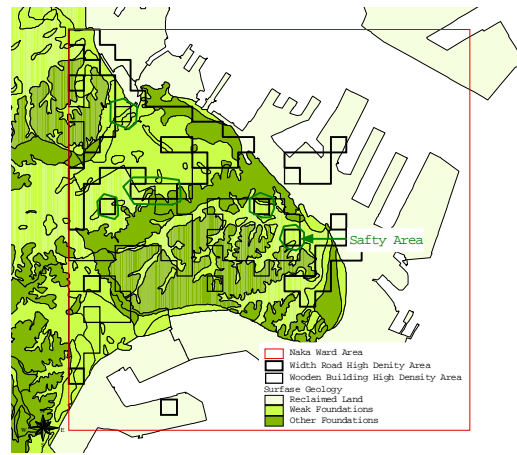 Safty Area
Naka Ward Area
Width Road High Denity Area
Wooden Building High Density Area
Surfase Geology
Reclaimed Land
Weak Foundations
Other Foundations
W E